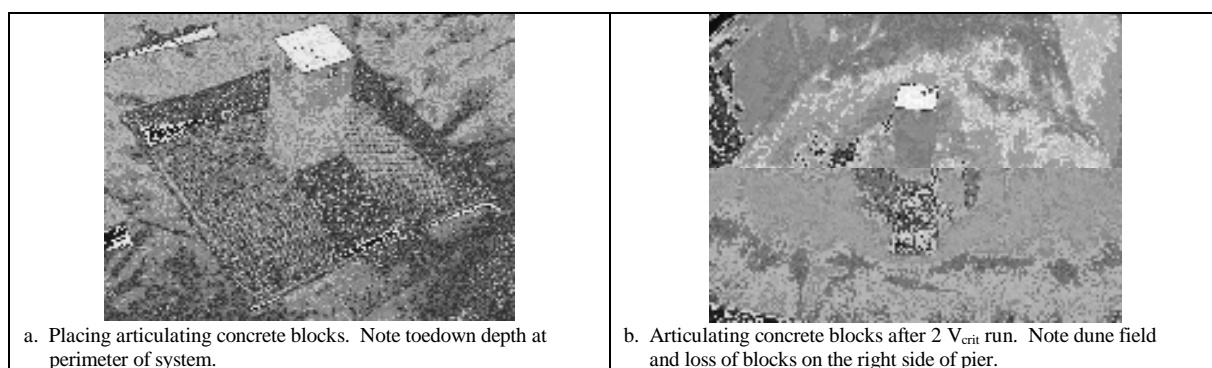 a. Placing articulating concrete blocks. Note toedown depth at
perimeter of system.
b. Articulating concrete blocks after 2 Vcrit run. Note dune field
and loss of blocks on the right side of pier.